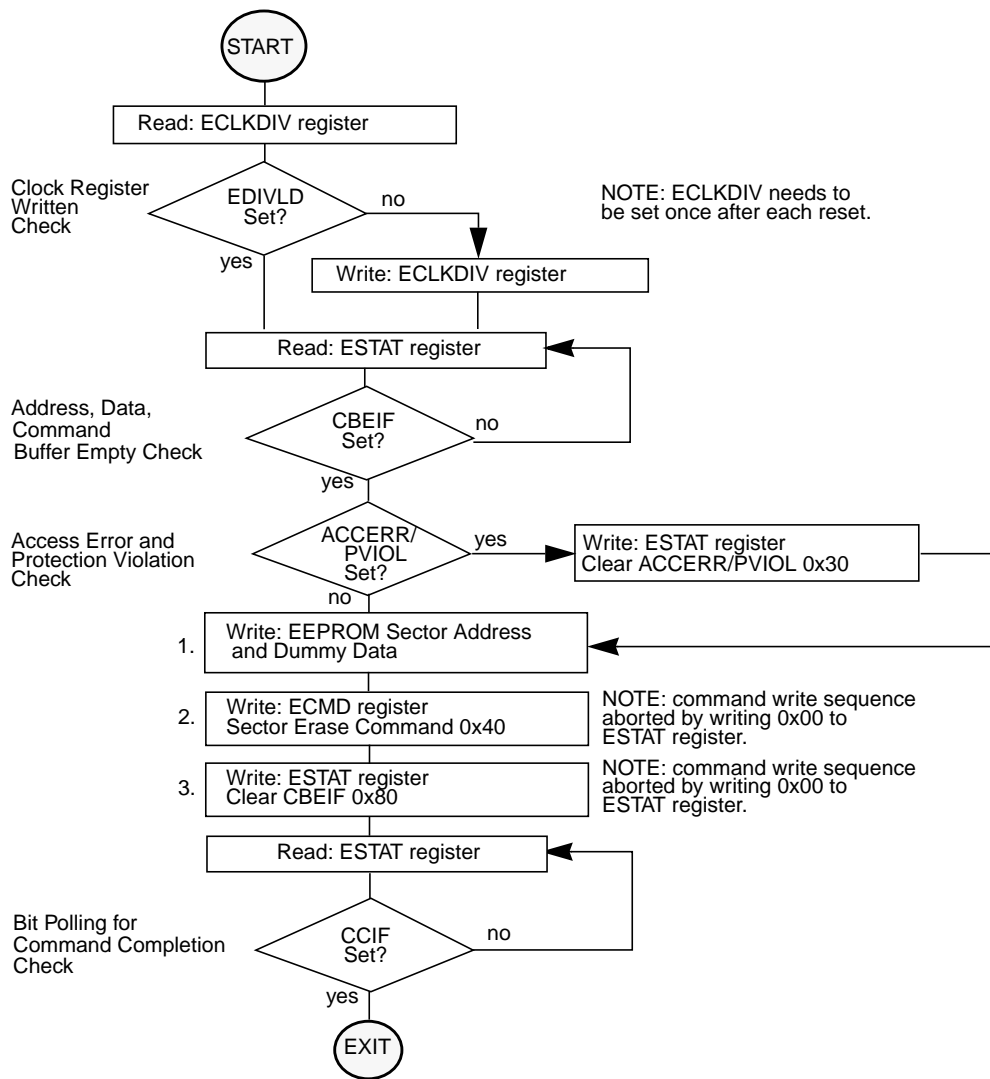 START
Read: ECLKDIV register
Clock Register
Written
Check
EDIVLD
Set?
no
yes
NOTE: ECLKDIV needs to
be set once after each reset.
Write: ECLKDIV register
Read: ESTAT register
Address, Data,
Command
Buffer Empty Check
CBEIF
Set?
no
yes
Access Error and
Protection Violation
Check
ACCERR/
PVIOL
Set?
yes
no
Write: ESTAT register
Clear ACCERR/PVIOL 0x30
1.
Write: EEPROM Sector Address
and Dummy Data
2.
Write: ECMD register
Sector Erase Command 0x40
NOTE: command write sequence
aborted by writing 0x00 to
ESTAT register.
3.
Write: ESTAT register
Clear CBEIF 0x80
NOTE: command write sequence
aborted by writing 0x00 to
ESTAT register.
Read: ESTAT register
Bit Polling for
Command Completion
Check
CCIF
Set?
no
yes
EXIT